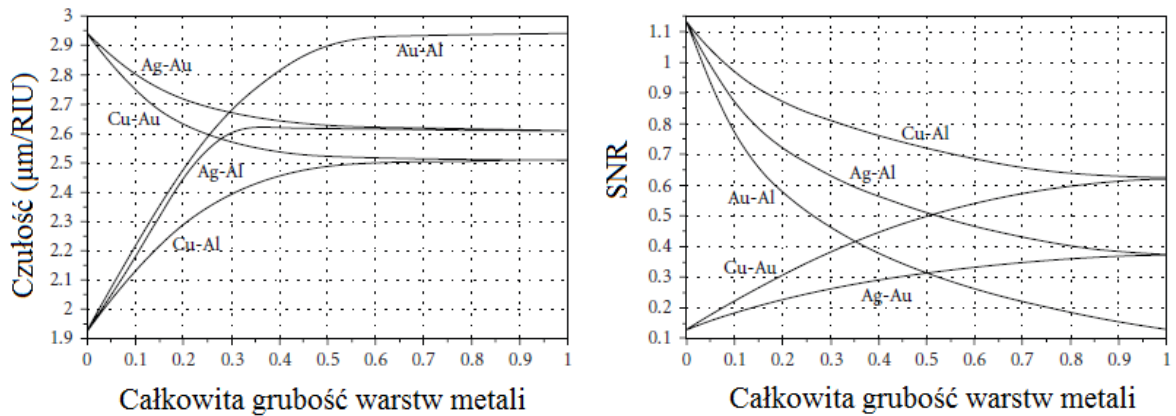 Czułość (µm/RIU)
3
2.9
2.8
2.7
2.6
2.5
2.4
2.3
2.2
2.1
2
1.9
Au-Al
Ag-Au
Cu-Au
Ag-Al
Cu-Al
0 0.1 0.2 0.3 0.4 0.5 0.6 0.7 0.8 0.9 1
Całkowita grubość warstw metali
SNR
1.1
1
0.9
0.8
0.7
0.6
0.5
0.4
0.3
0.2
0.1
Cu-Al
Ag-Al
Au-Al
Cu-Au
Ag-Au
0 0.1 0.2 0.3 0.4 0.5 0.6 0.7 0.8 0.9 1
Całkowita grubość warstw metali